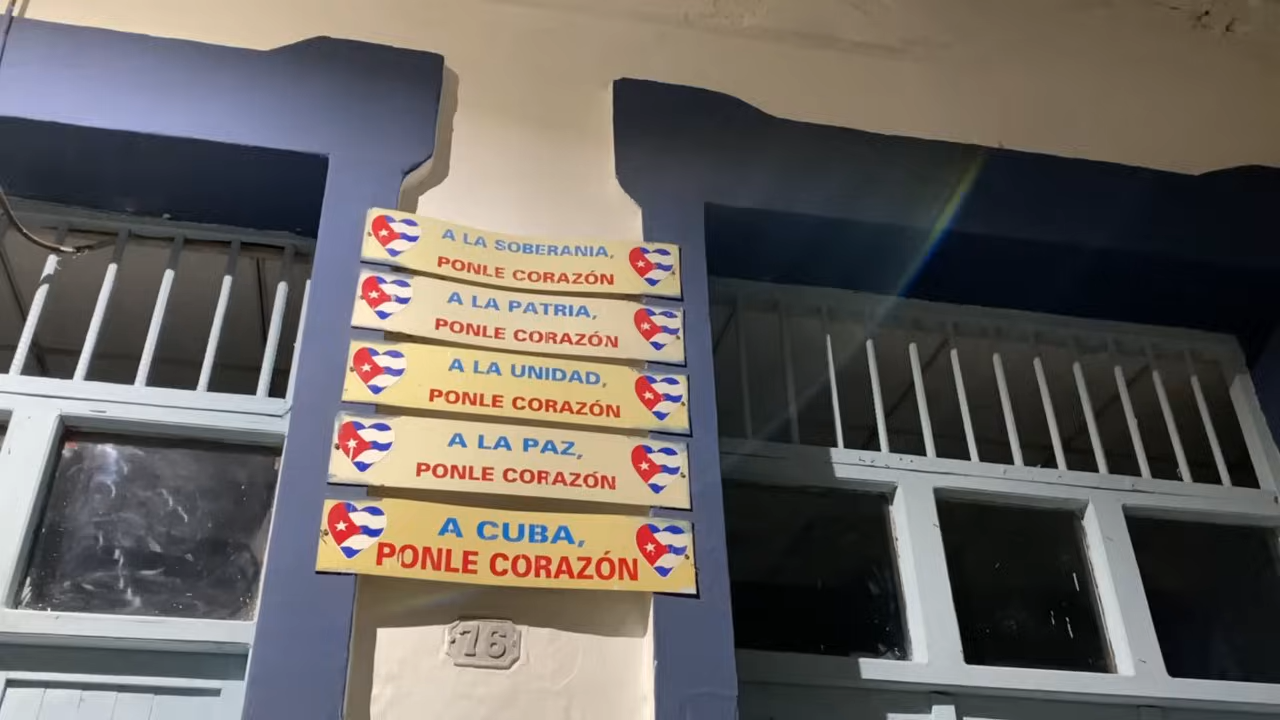 A LA SOBERANIA,
PONLE CORAZÓN
A LA PATRIA,
PONLE CORAZÓN
A LA UNIDAD,
PONLE CORAZÓN
A LA PAZ,
PONLE CORAZÓN
A CUBA,
PONLE CORAZÓN
76